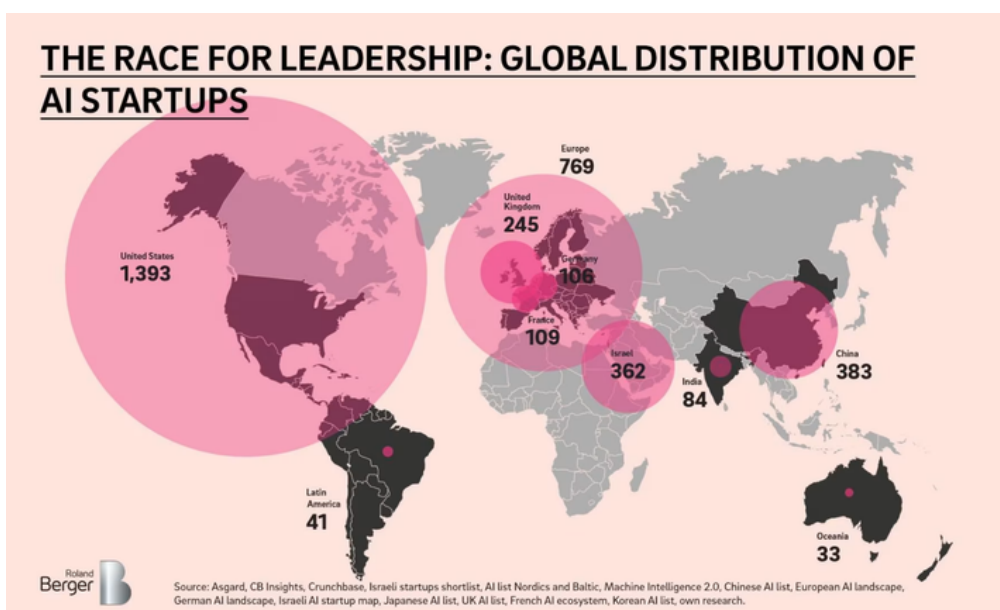 THE RACE FOR LEADERSHIP: GLOBAL DISTRIBUTION OF
AI STARTUPS
Europe
769
United
Kingdom
245
United States
1,393
Germany
106
France
109
Israel
362
China
383
India
84
Latin
America
41
Oceania
33
Roland
Berger
B
Source: Asgard, CB Insights, Crunchbase, Israeli startups shortlist, AI list Nordics and Baltic, Machine Intelligence 2.0, Chinese AI list, European AI landscape,
German AI landscape, Israeli AI startup map, Japanese AI list, UK AI list, French AI ecosystem, Korean AI list, own research.